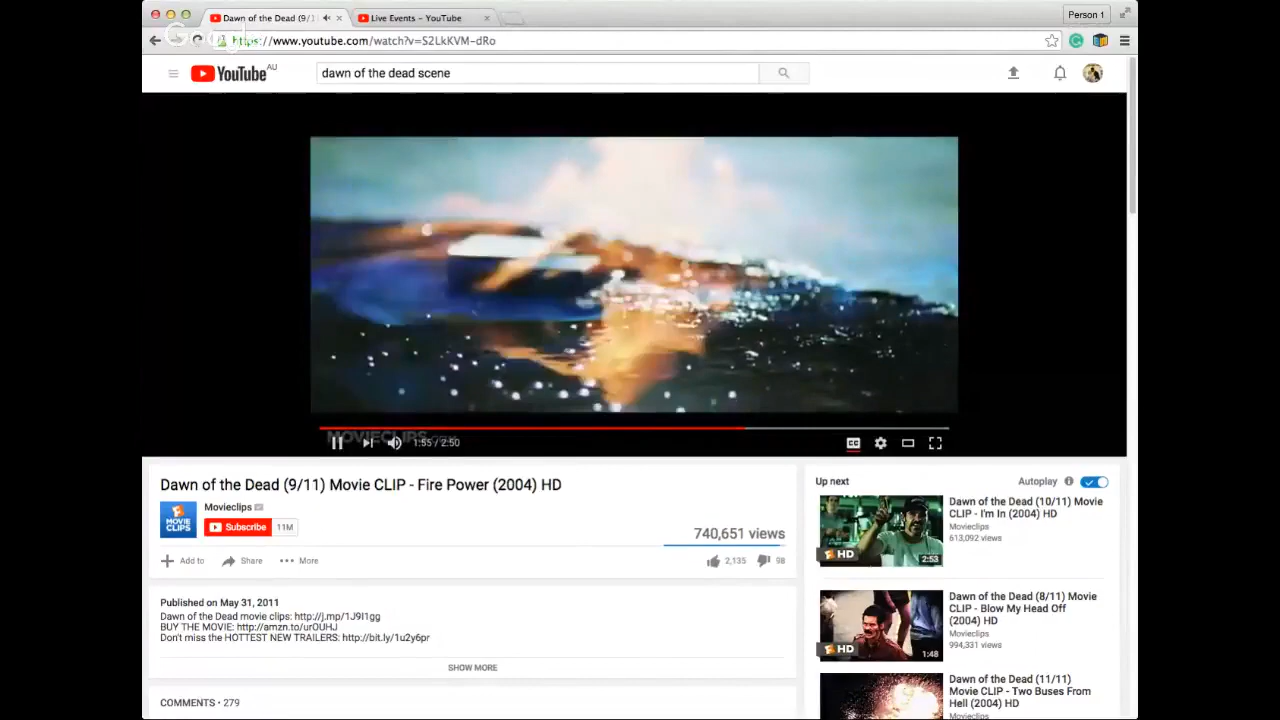 Dawn of the Dead (9/1
Live Events – YouTube
Person 1
Google
https://www.youtube.com/watch?v=S2LkKVM-dRo
YouTube AU
dawn of the dead scene
MOVIECLIPS
1:55 / 2:50
CC
Dawn of the Dead (9/11) Movie CLIP - Fire Power (2004) HD
MOVIE
CLIPS
Movieclips
Subscribe 11M
740,651 views
Add to Share More
2,135 98
Published on May 31, 2011
Dawn of the Dead movie clips: http://j.mp/1J9I1gg
BUY THE MOVIE: http://amzn.to/urOUHJ
Don't miss the HOTTEST NEW TRAILERS: http://bit.ly/1u2y6pr
SHOW MORE
COMMENTS • 279
Up next
Autoplay
Dawn of the Dead (10/11) Movie
CLIP - I'm In (2004) HD
Movieclips
613,092 views
HD
2:53
Dawn of the Dead (8/11) Movie
CLIP - Blow My Head Off
(2004) HD
Movieclips
994,331 views
HD
1:48
Dawn of the Dead (11/11)
Movie CLIP - Two Buses From
Hell (2004) HD